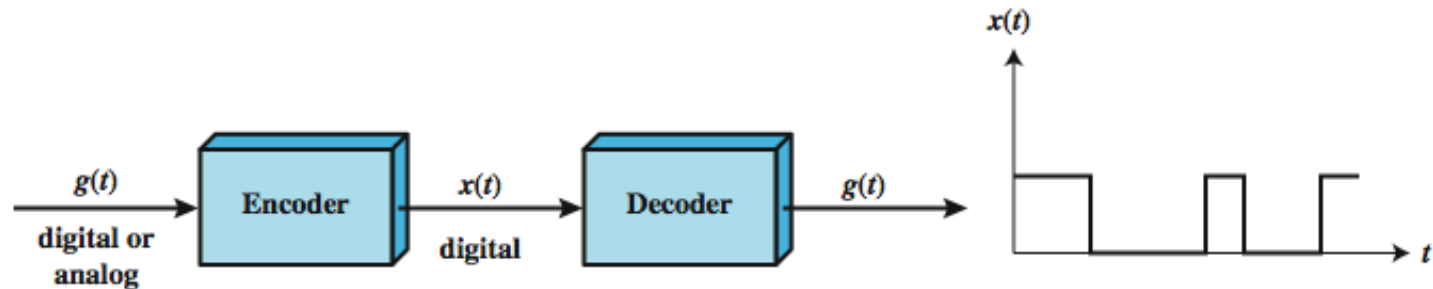 g(t)
digital or
analog
Encoder
x(t)
digital
Decoder
g(t)
x(t)
t